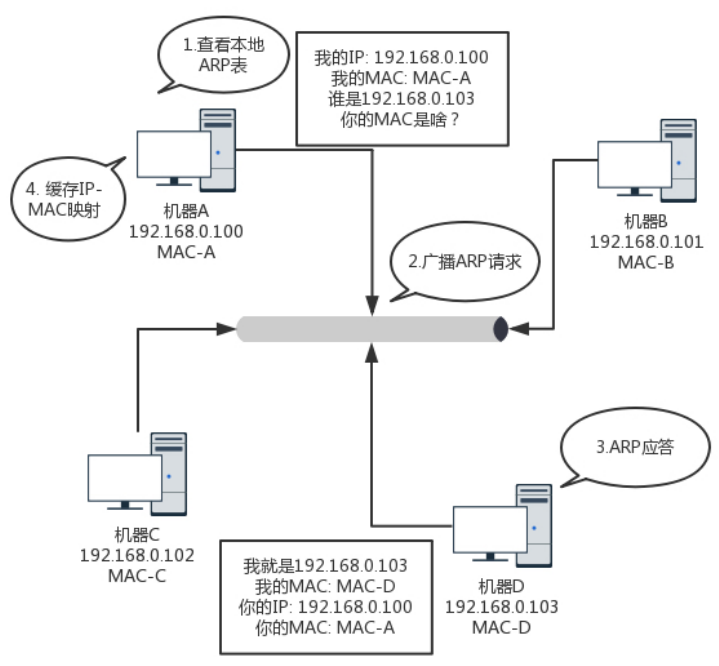 1.查看本地
ARP表
我的IP: 192.168.0.100
我的MAC: MAC-A
谁是192.168.0.103
你的MAC是啥？
4. 缓存IP-
MAC映射
机器A
192.168.0.100
MAC-A
机器B
192.168.0.101
MAC-B
2.广播ARP请求
3.ARP应答
机器C
192.168.0.102
MAC-C
我就是192.168.0.103
我的MAC: MAC-D
你的IP: 192.168.0.100
你的MAC: MAC-A
机器D
192.168.0.103
MAC-D